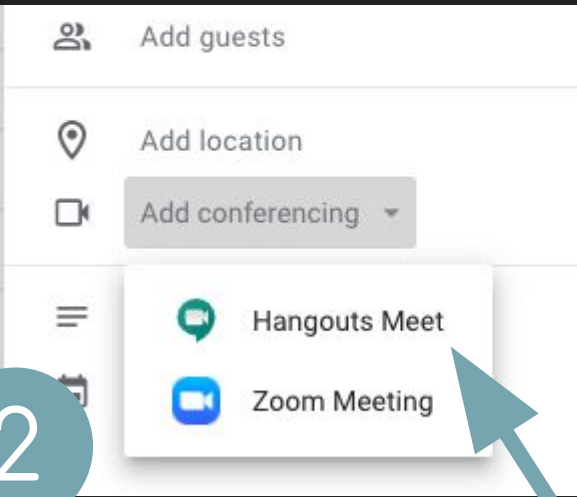 Add guests
Add location
Add conferencing
Hangouts Meet
Zoom Meeting
2